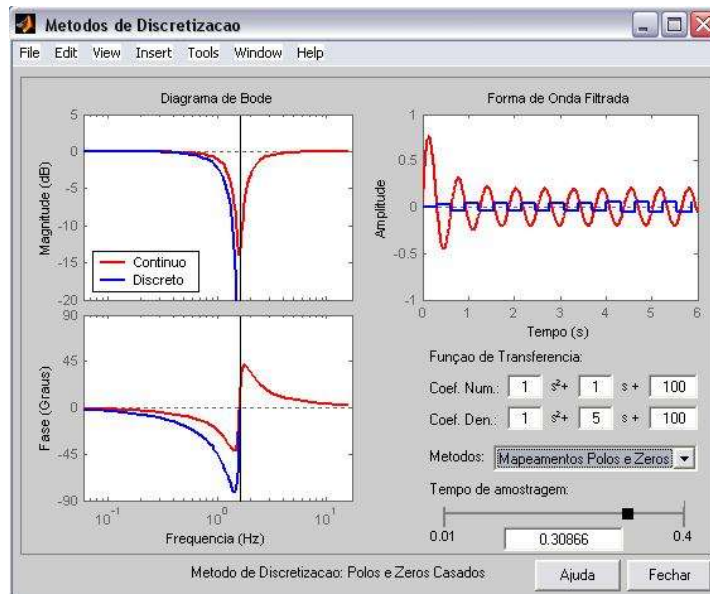 Metodos de Discretizacao
File Edit View Insert Tools Window Help
Diagrama de Bode
5
0
-5
-10
-15
-20
Magnitude (dB)
Continuo
Discreto
90
45
0
-45
-90
Fase (Graus)
10^-1 10^0 10^1
Frequencia (Hz)
Forma de Onda Filtrada
1
0.5
0
-0.5
-1
Amplitude
0 1 2 3 4 5 6
Tempo (s)
Funçao de Transferencia:
Coef. Num.: 1 s²+ 1 s + 100
Coef. Den.: 1 s²+ 5 s + 100
Metodos: Mapeamentos Polos e Zeros
Tempo de amostragem:
0.01 0.30866 0.4
Metodo de Discretizacao: Polos e Zeros Casados
Ajuda Fechar